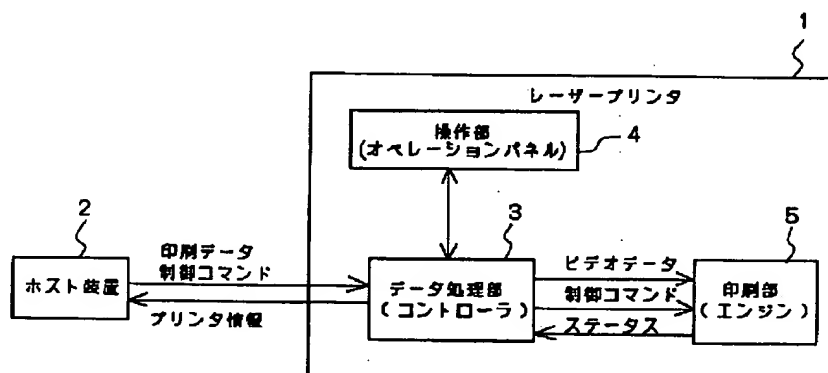 1
レーザープリンタ
操作部
(オペレーションパネル)
4
2
ホスト装置
印刷データ
制御コマンド
プリンタ情報
3
データ処理部
(コントローラ)
ビデオデータ
制御コマンド
ステータス
5
印刷部
(エンジン)